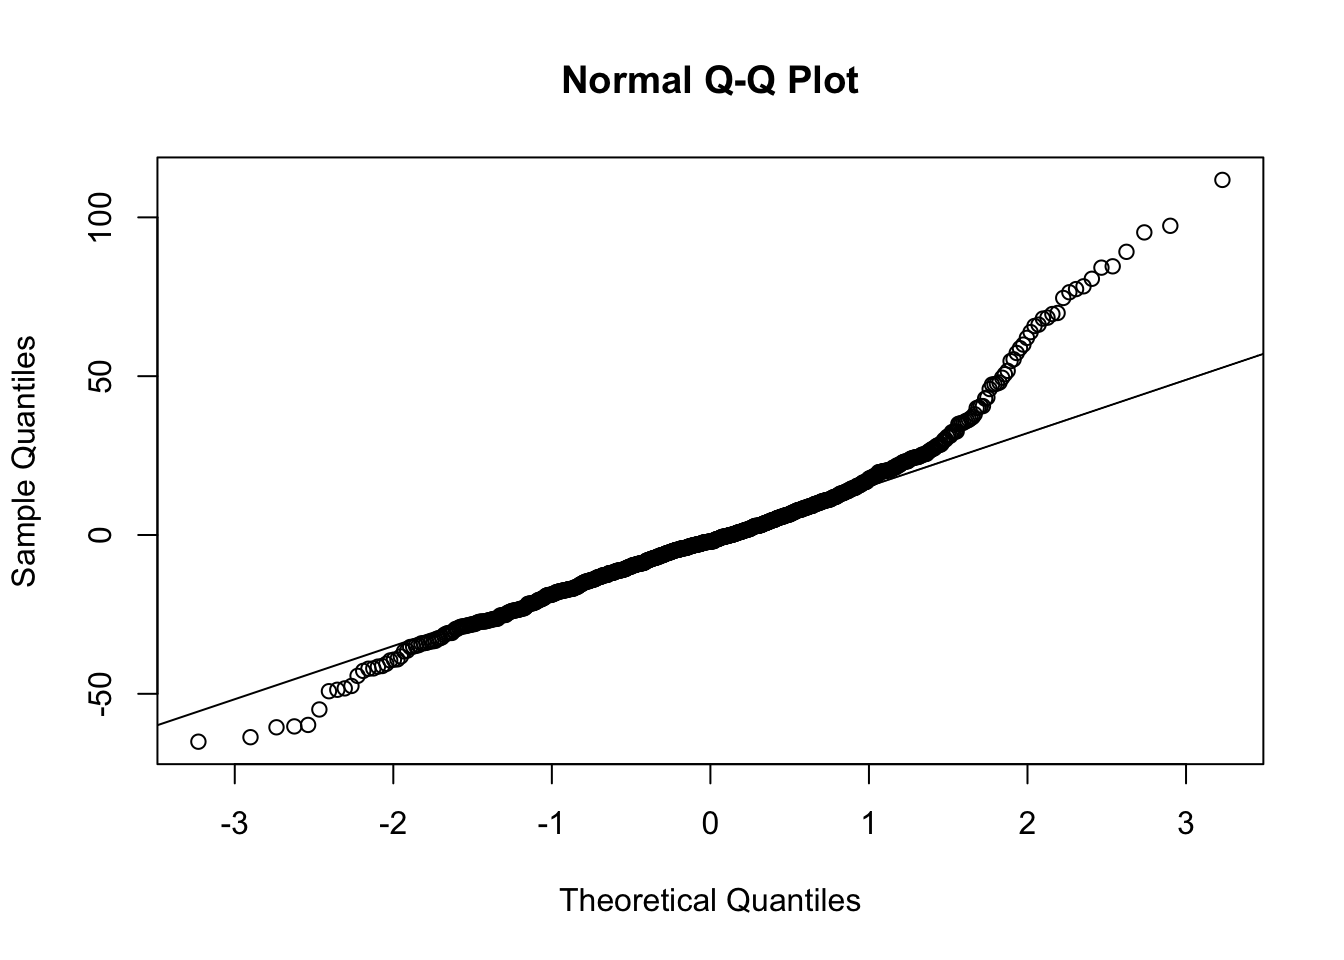 Normal Q-Q Plot
Sample Quantiles
100
50
0
-50
-3 -2 -1 0 1 2 3
Theoretical Quantiles